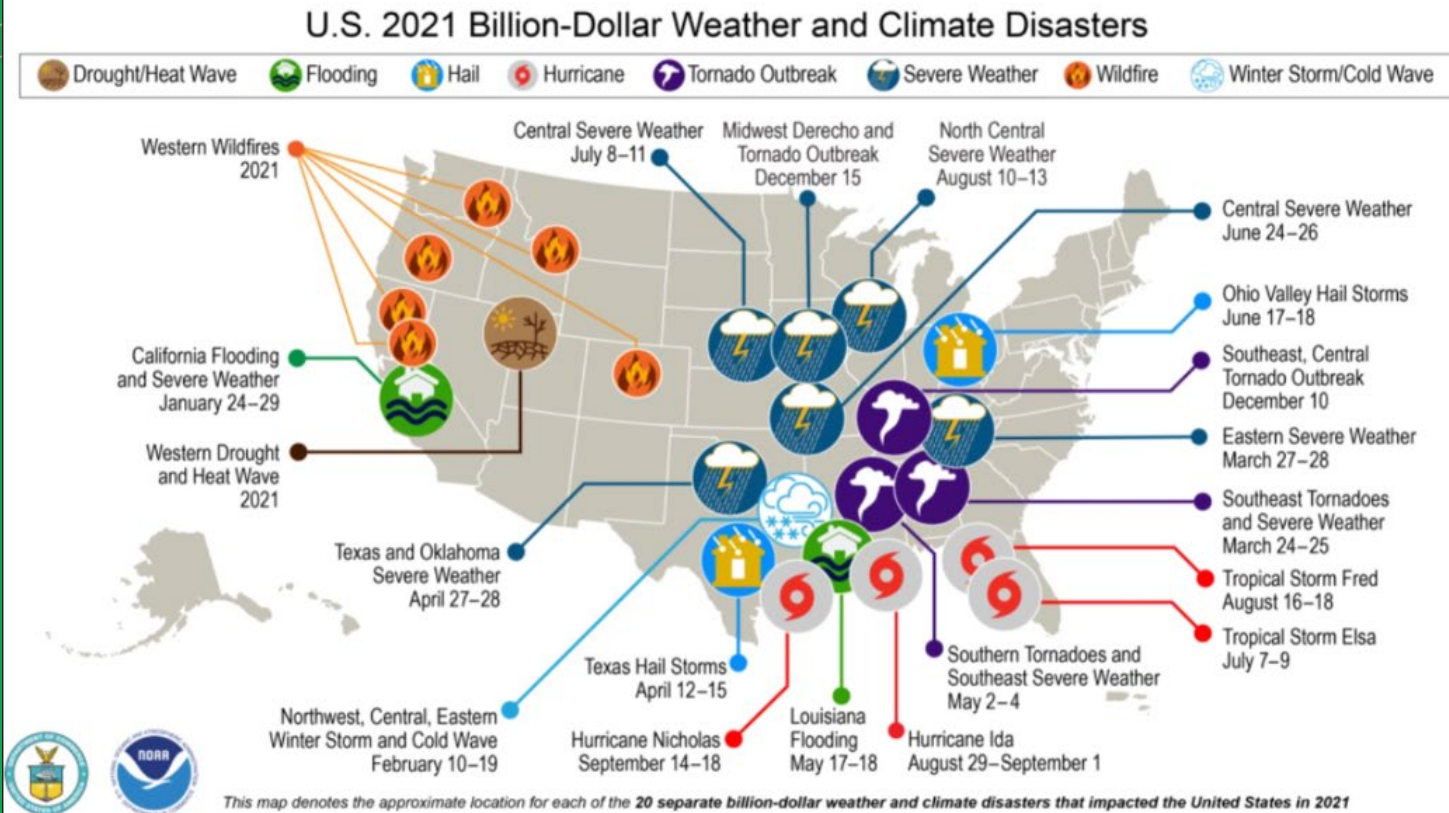 U.S. 2021 Billion-Dollar Weather and Climate Disasters
Drought/Heat Wave Flooding Hail Hurricane Tornado Outbreak Severe Weather Wildfire Winter Storm/Cold Wave
Western Wildfires
2021
Central Severe Weather
July 8–11
Midwest Derecho and
Tornado Outbreak
December 15
North Central
Severe Weather
August 10–13
Central Severe Weather
June 24–26
Ohio Valley Hail Storms
June 17–18
Southeast, Central
Tornado Outbreak
December 10
Eastern Severe Weather
March 27–28
Southeast Tornadoes
and Severe Weather
March 24–25
Tropical Storm Fred
August 16–18
Tropical Storm Elsa
July 7–9
California Flooding
and Severe Weather
January 24–29
Western Drought
and Heat Wave
2021
Texas and Oklahoma
Severe Weather
April 27–28
Texas Hail Storms
April 12–15
Southern Tornadoes and
Southeast Severe Weather
May 2–4
Northwest, Central, Eastern
Winter Storm and Cold Wave
February 10–19
Hurricane Nicholas
September 14–18
Louisiana
Flooding
May 17–18
Hurricane Ida
August 29–September 1
NOAA
This map denotes the approximate location for each of the 20 separate billion-dollar weather and climate disasters that impacted the United States in 2021